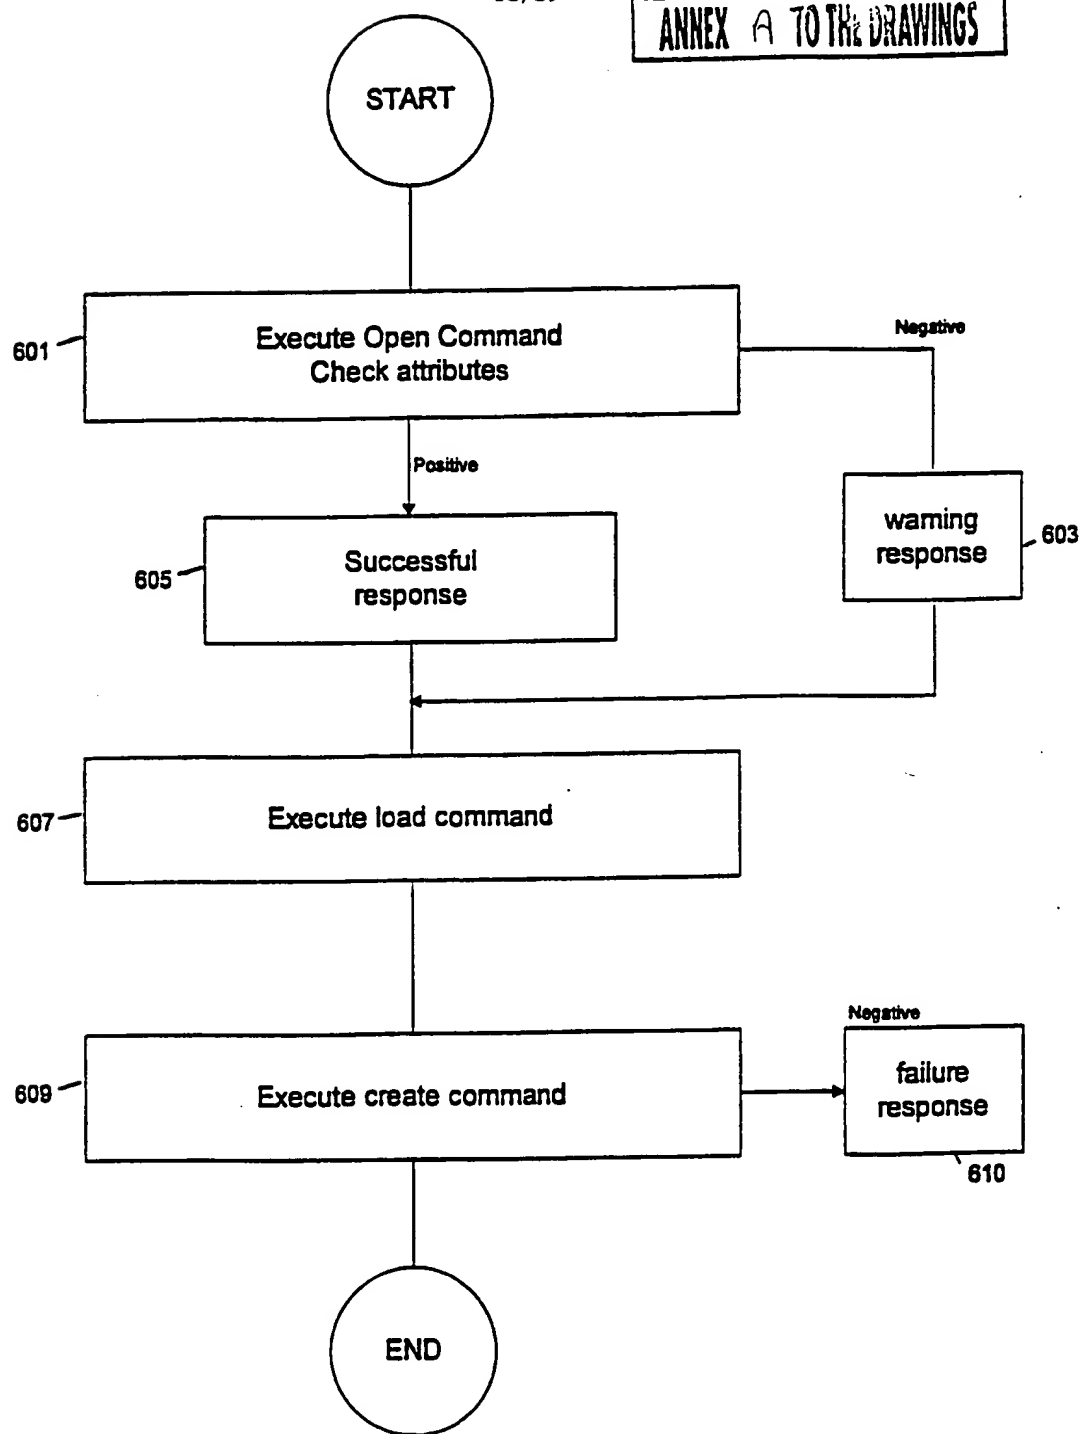 ANNEX A TO THE DRAWINGS
START
601
Execute Open Command
Check attributes
Negative
Positive
605
Successful
response
warning
response
603
607
Execute load command
609
Execute create command
Negative
failure
response
610
END